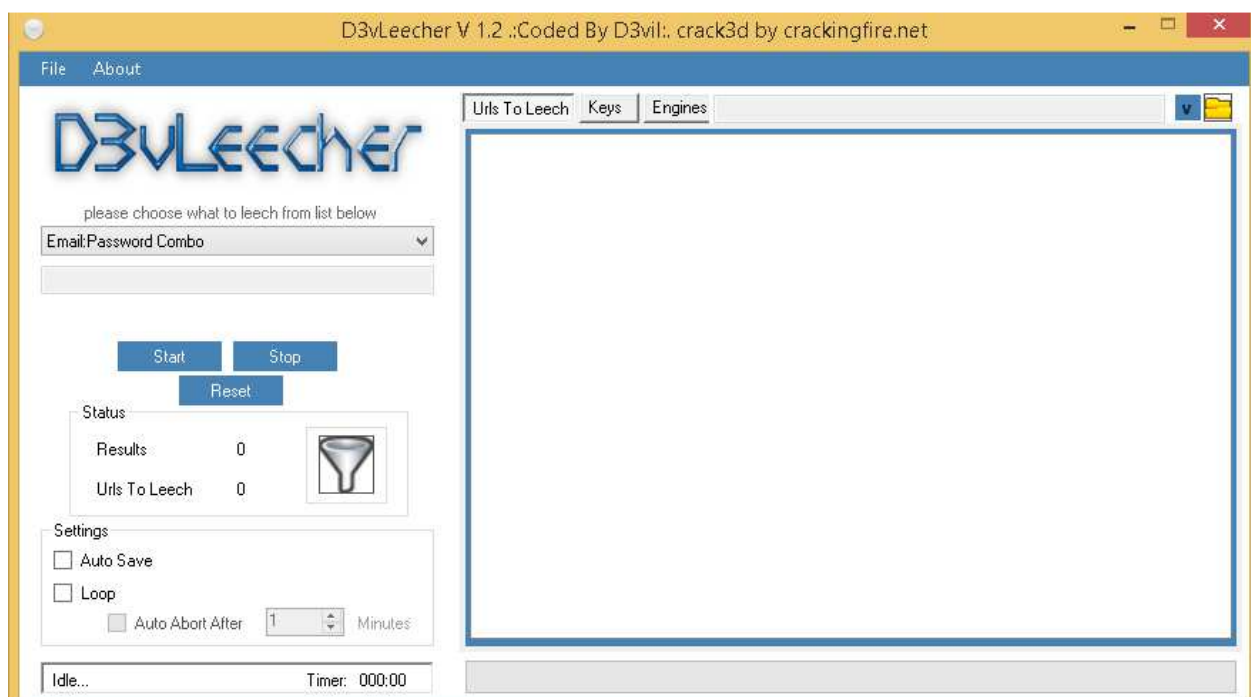 D3vLeecher V 1.2 .:Coded By D3vil:. crack3d by crackingfire.net
File About
D3vLeecher
please choose what to leech from list below
Email:Password Combo
Start Stop
Reset
Status
Results 0
Urls To Leech 0
Settings
Auto Save
Loop
Auto Abort After 1 Minutes
Idle... Timer: 000:00
Urls To Leech Keys Engines
v